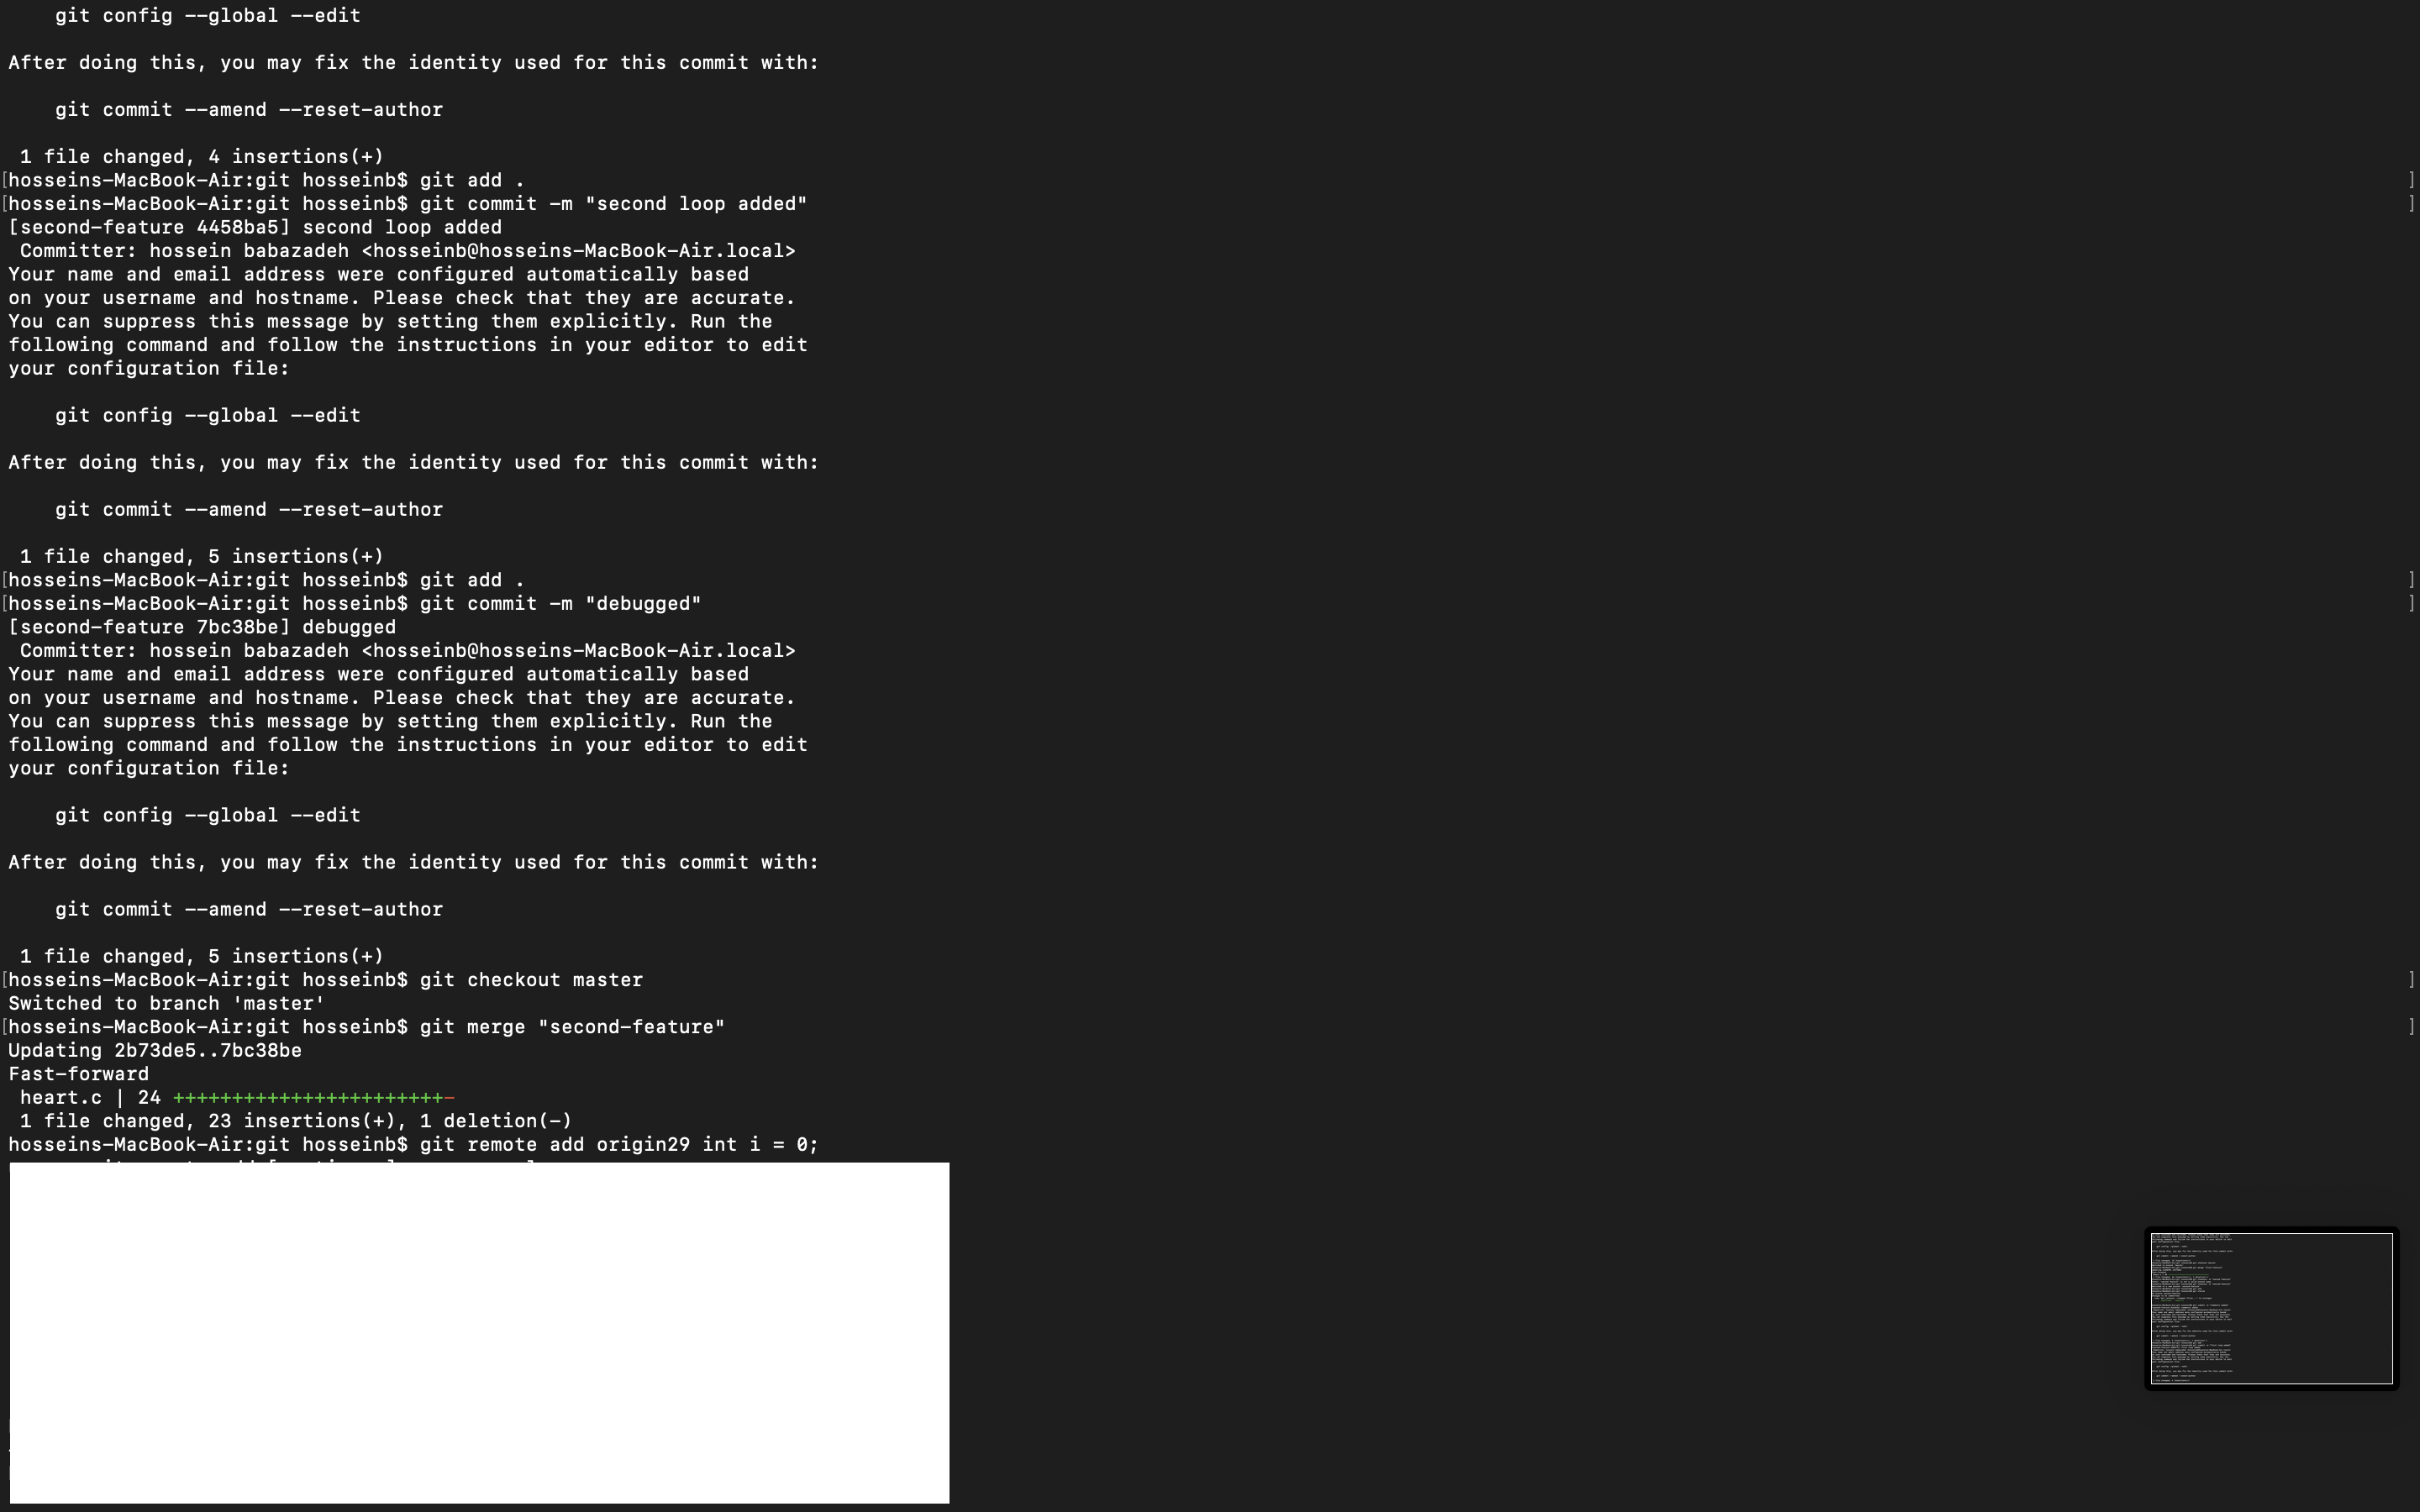 git config --global --edit
After doing this, you may fix the identity used for this commit with:
git commit --amend --reset-author
1 file changed, 4 insertions(+)
[hosseins-MacBook-Air:git hosseinb$ git add . ]
[hosseins-MacBook-Air:git hosseinb$ git commit -m "second loop added" ]
[second-feature 4458ba5] second loop added
Committer: hossein babazadeh <hosseinb@hosseins-MacBook-Air.local>
Your name and email address were configured automatically based
on your username and hostname. Please check that they are accurate.
You can suppress this message by setting them explicitly. Run the
following command and follow the instructions in your editor to edit
your configuration file:
git config --global --edit
After doing this, you may fix the identity used for this commit with:
git commit --amend --reset-author
1 file changed, 5 insertions(+)
[hosseins-MacBook-Air:git hosseinb$ git add . ]
[hosseins-MacBook-Air:git hosseinb$ git commit -m "debugged" ]
[second-feature 7bc38be] debugged
Committer: hossein babazadeh <hosseinb@hosseins-MacBook-Air.local>
Your name and email address were configured automatically based
on your username and hostname. Please check that they are accurate.
You can suppress this message by setting them explicitly. Run the
following command and follow the instructions in your editor to edit
your configuration file:
git config --global --edit
After doing this, you may fix the identity used for this commit with:
git commit --amend --reset-author
1 file changed, 5 insertions(+)
[hosseins-MacBook-Air:git hosseinb$ git checkout master ]
Switched to branch 'master'
[hosseins-MacBook-Air:git hosseinb$ git merge "second-feature" ]
Updating 2b73de5..7bc38be
Fast-forward
heart.c | 24 +++++++++++++++++++++++-
1 file changed, 23 insertions(+), 1 deletion(-)
hosseins-MacBook-Air:git hosseinb$ git remote add origin29 int i = 0;